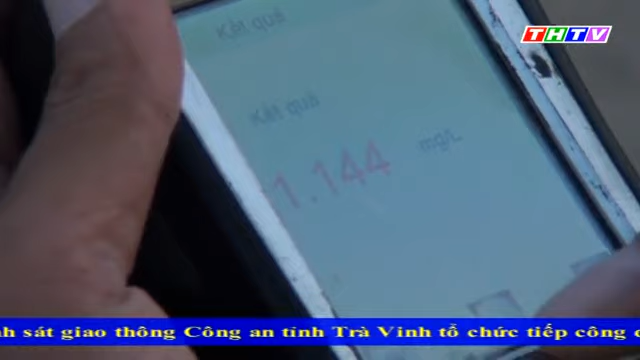 THTV
Kết quả
Kết quả
1.144 mg/L
nh sát giao thông Công an tỉnh Trà Vinh tổ chức tiếp công